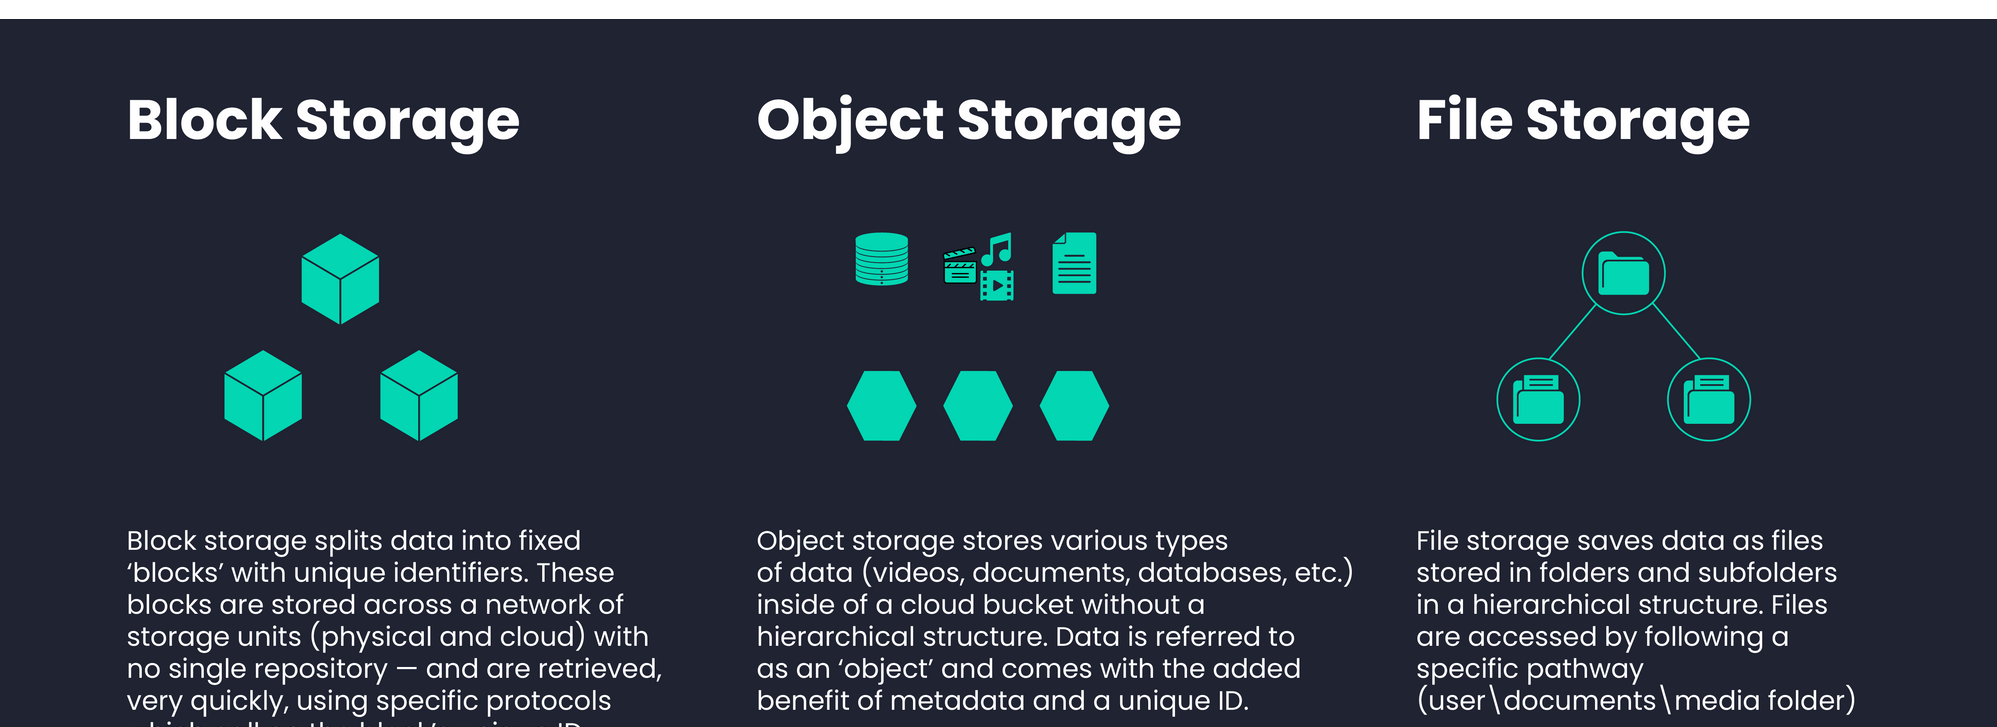 Block Storage
Block storage splits data into fixed
‘blocks’ with unique identifiers. These
blocks are stored across a network of
storage units (physical and cloud) with
no single repository — and are retrieved,
very quickly, using specific protocols
Object Storage
Object storage stores various types
of data (videos, documents, databases, etc.)
inside of a cloud bucket without a
hierarchical structure. Data is referred to
as an ‘object’ and comes with the added
benefit of metadata and a unique ID.
File Storage
File storage saves data as files
stored in folders and subfolders
in a hierarchical structure. Files
are accessed by following a
specific pathway
(user\documents\media folder)